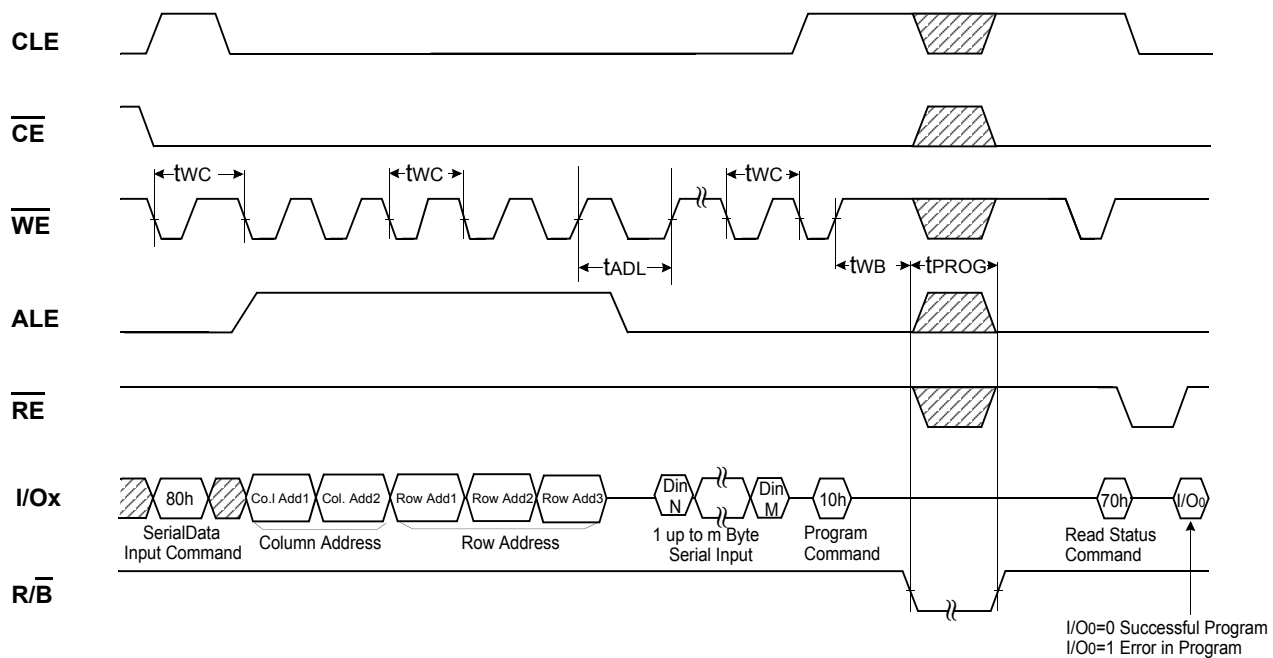 CLE
CE
tWC
tWC
tWC
WE
tADL
tWB
tPROG
ALE
RE
I/Ox
80h
Co.l Add1
Col. Add2
Row Add1
Row Add2
Row Add3
Din
N
Din
M
10h
70h
I/O0
SerialData
Input Command
Column Address
Row Address
1 up to m Byte
Serial Input
Program
Command
Read Status
Command
R/B
I/O0=0 Successful Program
I/O0=1 Error in Program